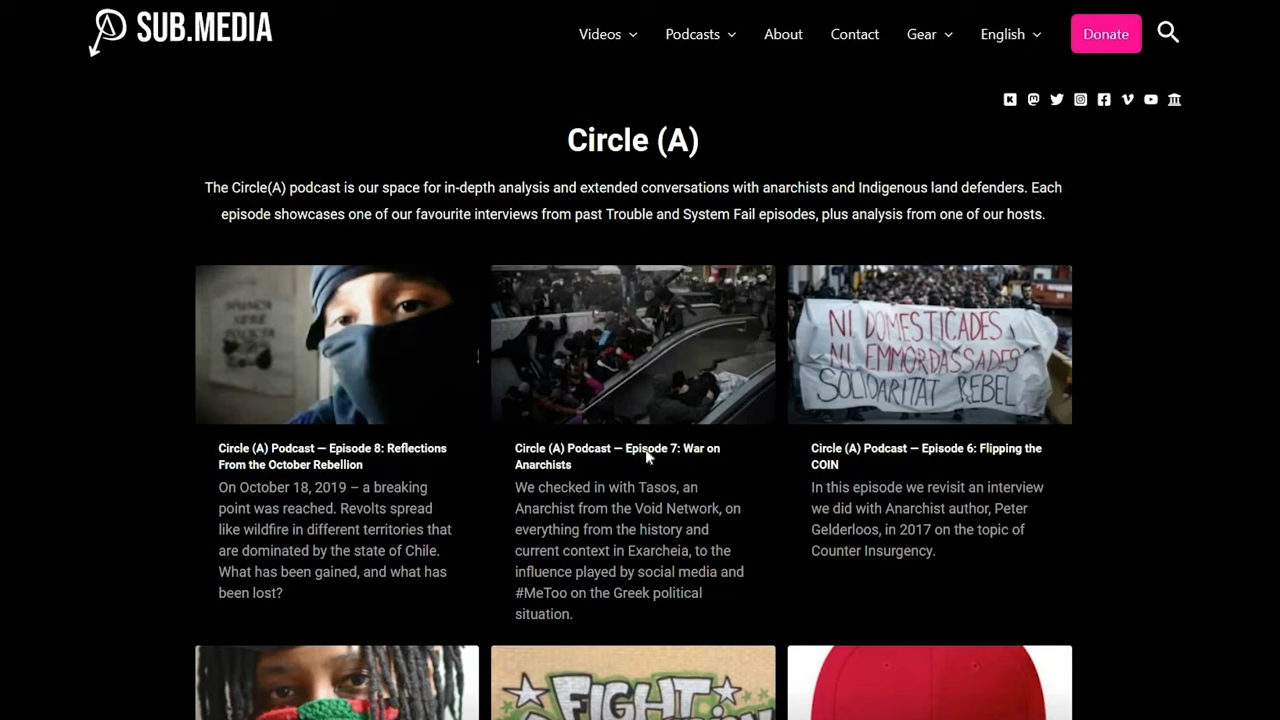 SUB.MEDIA
Videos
Podcasts
About
Contact
Gear
English
Donate
Circle (A)
The Circle(A) podcast is our space for in-depth analysis and extended conversations with anarchists and Indigenous land defenders. Each
episode showcases one of our favourite interviews from past Trouble and System Fail episodes, plus analysis from one of our hosts.
NI DOMESTICADES
NI EMMORDASSADES
SOLIDARITAT REBEL
Circle (A) Podcast – Episode 8: Reflections
From the October Rebellion
On October 18, 2019 – a breaking
point was reached. Revolts spread
like wildfire in different territories that
are dominated by the state of Chile.
What has been gained, and what has
been lost?
Circle (A) Podcast – Episode 7: War on
Anarchists
We checked in with Tasos, an
Anarchist from the Void Network, on
everything from the history and
current context in Exarcheia, to the
influence played by social media and
#MeToo on the Greek political
situation.
Circle (A) Podcast – Episode 6: Flipping the
COIN
In this episode we revisit an interview
we did with Anarchist author, Peter
Gelderloos, in 2017 on the topic of
Counter Insurgency.
FIGHT